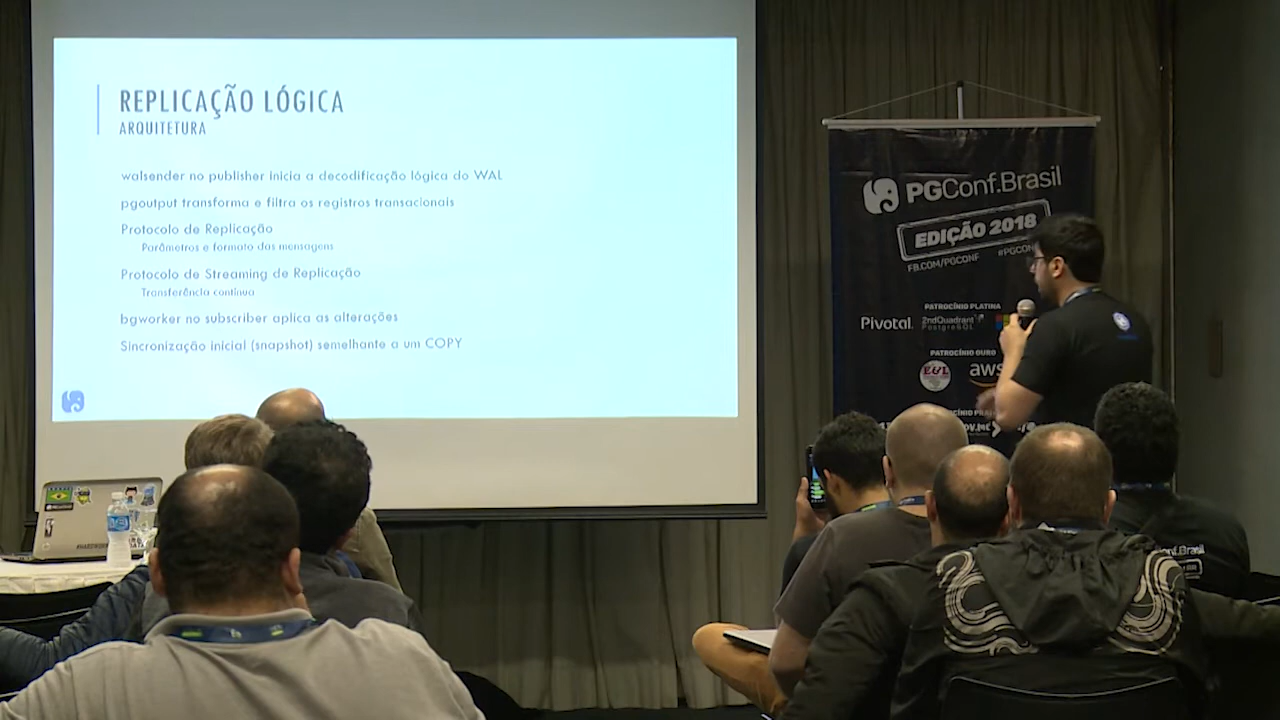 REPLICAÇÃO LÓGICA
ARQUITETURA
walsender no publisher inicia a decodificação lógica do WAL
pgoutput transforma e filtra os registros transacionais
Protocolo de Replicação
Parâmetros e formato das mensagem
Protocolo de Streaming de Replicação
Transferência contínua
bgworker no subscriber aplica as alterações
Sincronização inicial (snapshot) semelhante a um COPY
PGConf.Brasil
EDIÇÃO 2018
FB.COM/PGCONF
PATROCÍNIO PLATINA
Pivotal.
2ndQuadrant
PostgreSQL
PATROCÍNIO OURO
aws